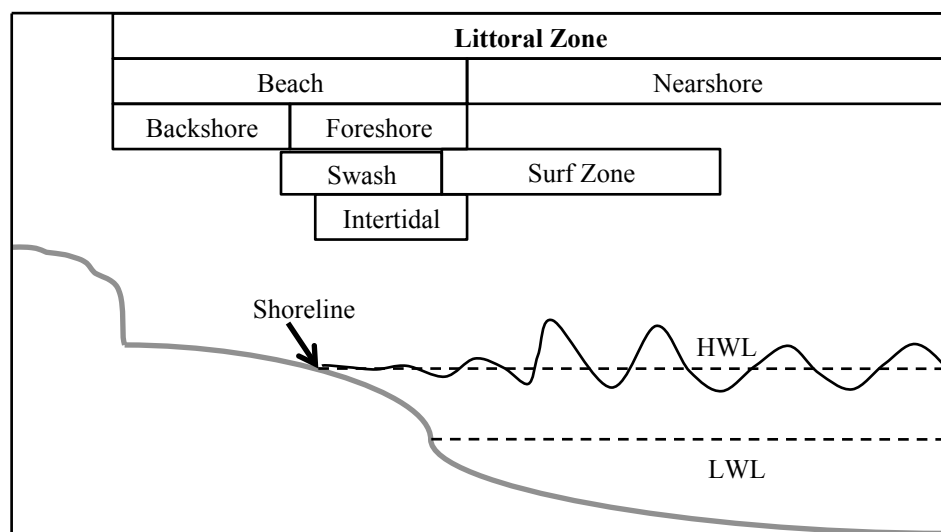 Littoral Zone
Beach
Nearshore
Backshore
Foreshore
Swash
Surf Zone
Intertidal
Shoreline
HWL
LWL